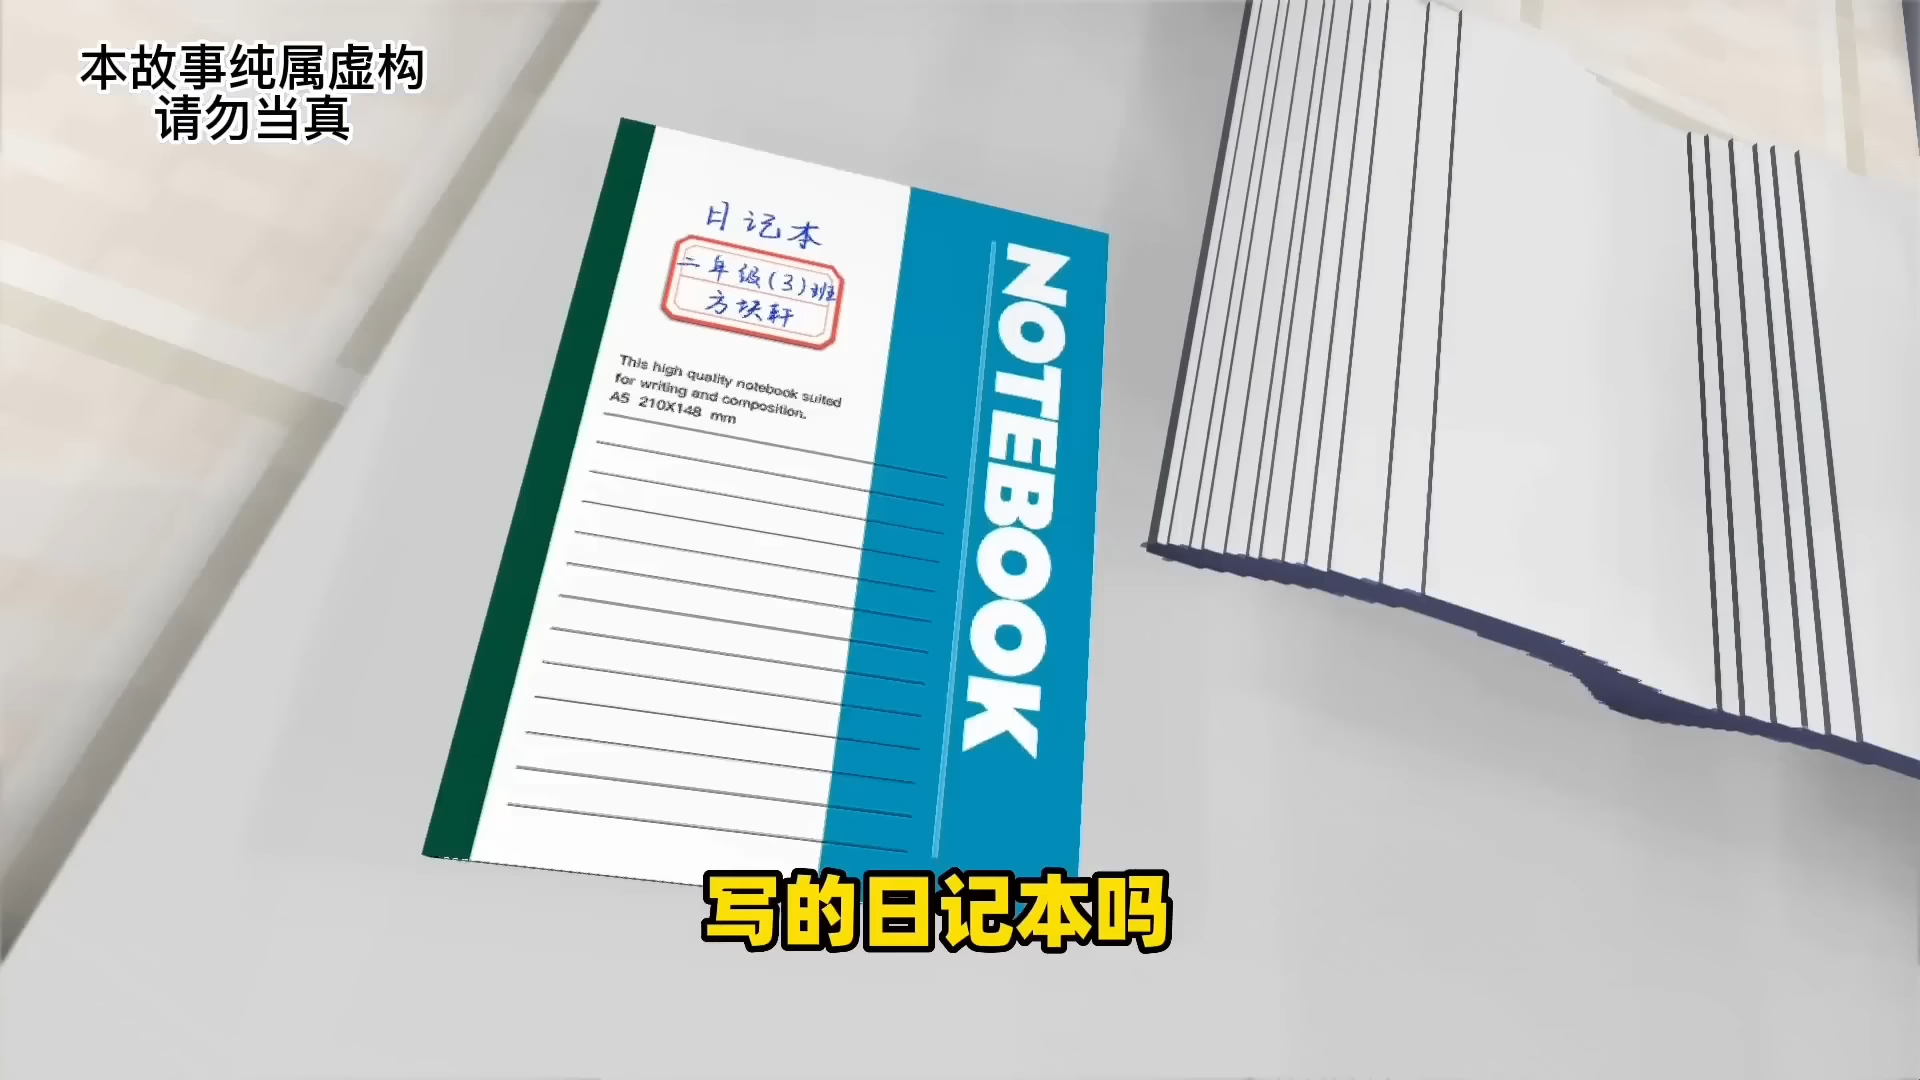 本故事纯属虚构
请勿当真
日记本
二年级(3)班
方块轩
This high quality notebook suited
for writing and composition.
A5 210X148 mm
NOTEBOOK
写的日记本吗